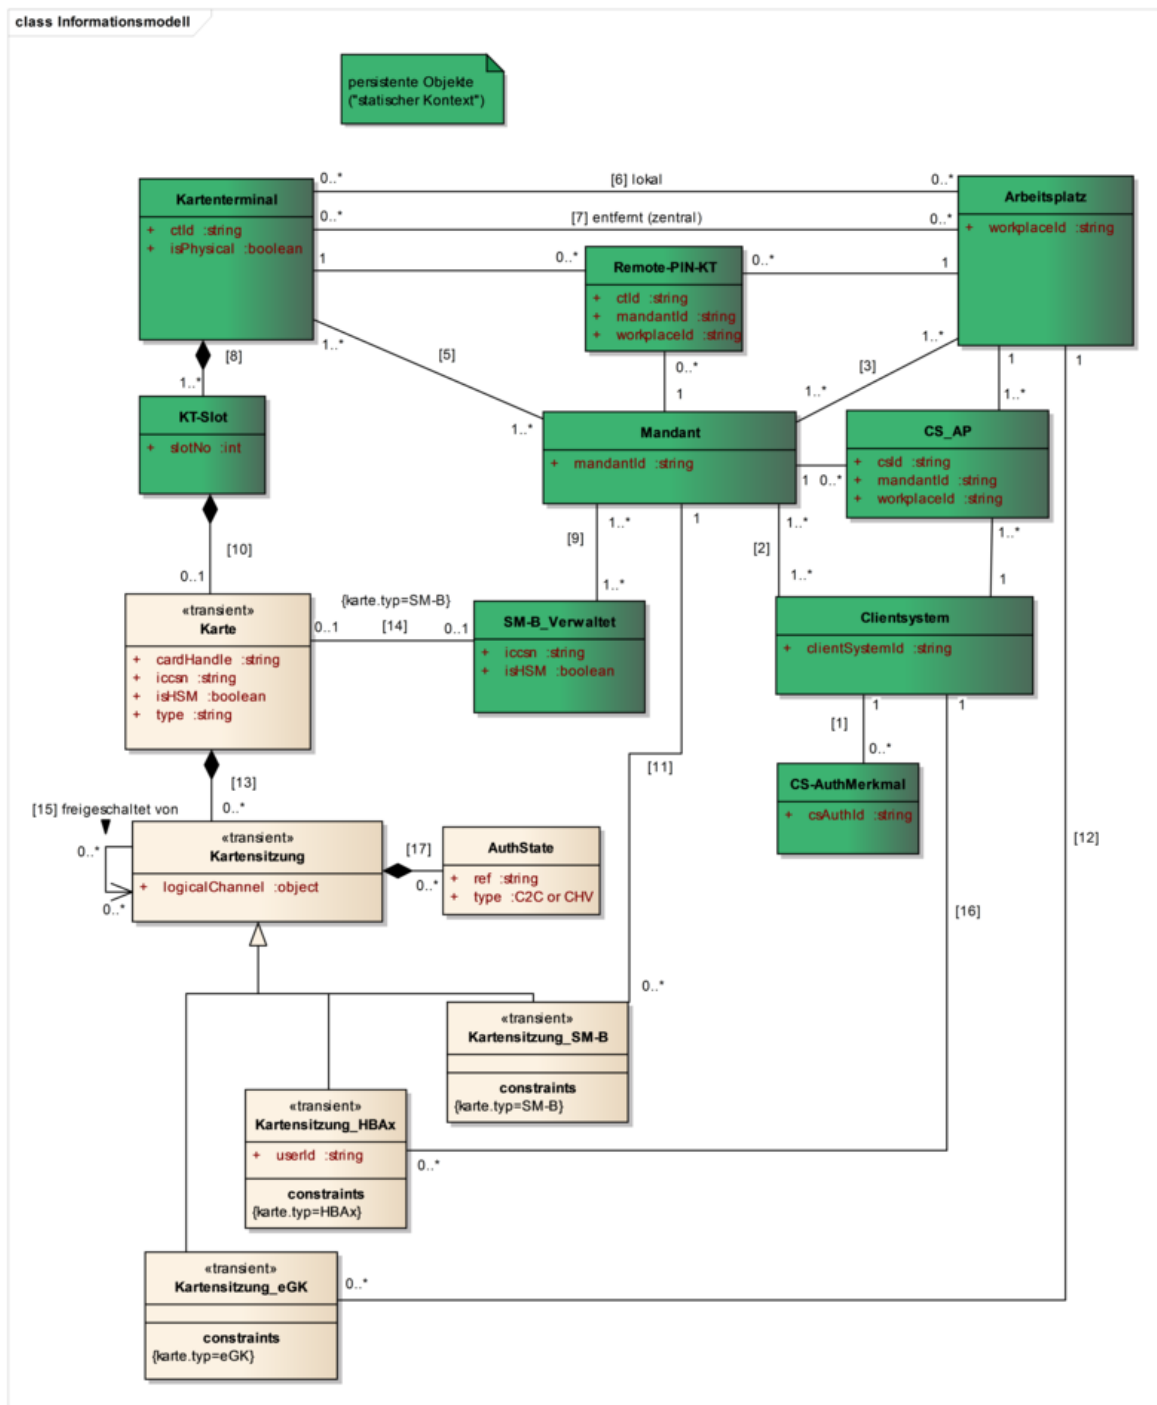 class Informationsmodell
persistente Objekte
("statischer Kontext")
Kartenterminal
+ ctId :string
+ isPhysical :boolean
0..*
[6] lokal
0..*
0..*
[7] entfernt (zentral)
0..*
Arbeitsplatz
+ workplaceId :string
1
0..*
Remote-PIN-KT
+ ctId :string
+ mandantId :string
+ workplaceId :string
0..*
1
[8]
1..*
1..*
[5]
1..*
0..*
1
[3]
1..*
1..*
1
1..*
1
KT-Slot
+ slotNo :int
Mandant
+ mandantId :string
1
0..*
CS_AP
+ csId :string
+ mandantId :string
+ workplaceId :string
[10]
0..1
[9]
1..*
1..*
1
[2]
1..*
1..*
1..*
1
«transient»
Karte
+ cardHandle :string
+ iccsn :string
+ isHSM :boolean
+ type :string
{karte.typ=SM-B}
0..1
[14]
0..1
SM-B_Verwaltet
+ iccsn :string
+ isHSM :boolean
Clientsystem
+ clientSystemId :string
[1]
1
0..*
1
[11]
CS-AuthMerkmal
+ csAuthId :string
[12]
[13]
0..*
[15] freigeschaltet von
0..*
0..*
«transient»
Kartensitzung
+ logicalChannel :object
[17]
0..*
AuthState
+ ref :string
+ type :C2C or CHV
[16]
0..*
«transient»
Kartensitzung_SM-B
constraints
{karte.typ=SM-B}
«transient»
Kartensitzung_HBAx
+ userId :string
constraints
{karte.typ=HBAx}
0..*
«transient»
Kartensitzung_eGK
constraints
{karte.typ=eGK}
0..*